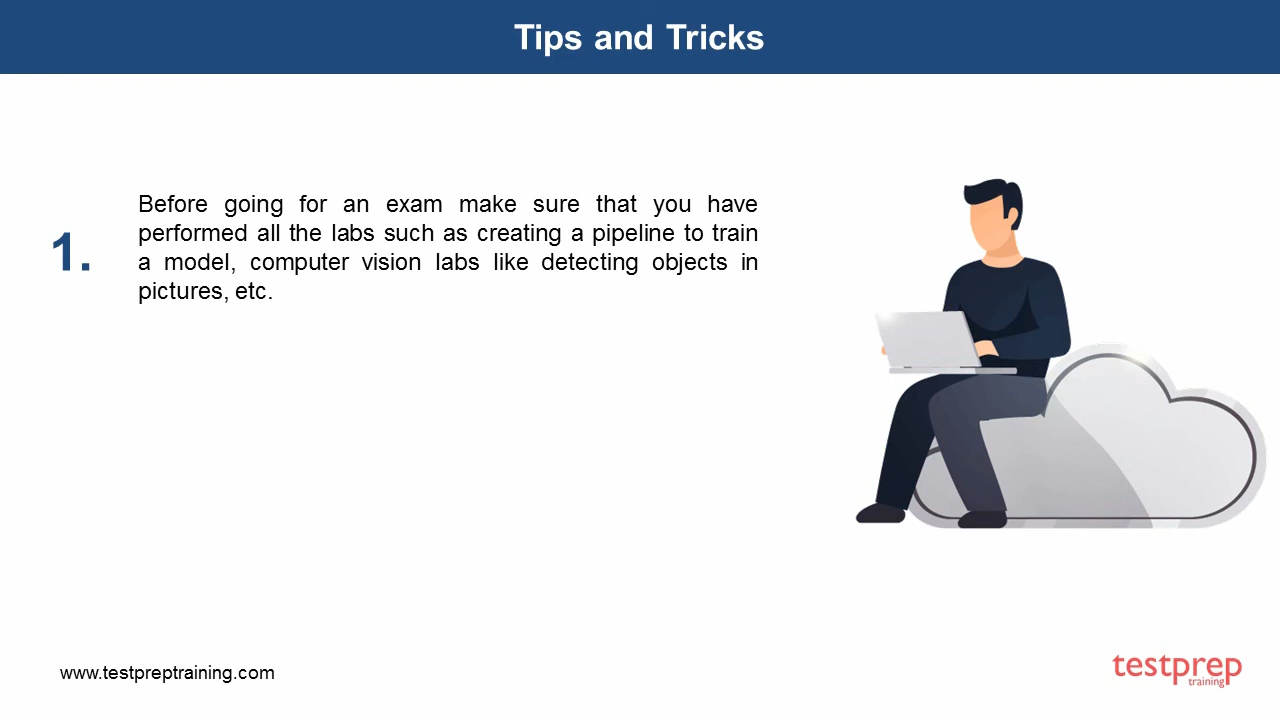 Tips and Tricks
1.
Before going for an exam make sure that you have
performed all the labs such as creating a pipeline to train
a model, computer vision labs like detecting objects in
pictures, etc.
www.testpreptraining.com
testprep
training